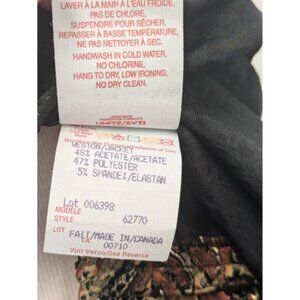 LAVER À LA MAIN À L'EAU FROIDE,
PAS DE CHLORE,
SUSPENDRE POUR SÉCHER,
REPASSER À BASSE TEMPÉRATURE,
NE PAS NETTOYER À SEC.
HANDWASH IN COLD WATER,
NO CHLORINE,
HANG TO DRY, LOW IRONING,
NO DRY CLEAN.
VESTON/JACKET
48% ACETATE/ACETATE
47% POLYESTER
5% SPANDEX/ELASTAN
Lot 006398
MODELE
STYLE 62770
LOT FAIT/MADE IN/CANADA
CA 00710
Voir Verso/See Reverse